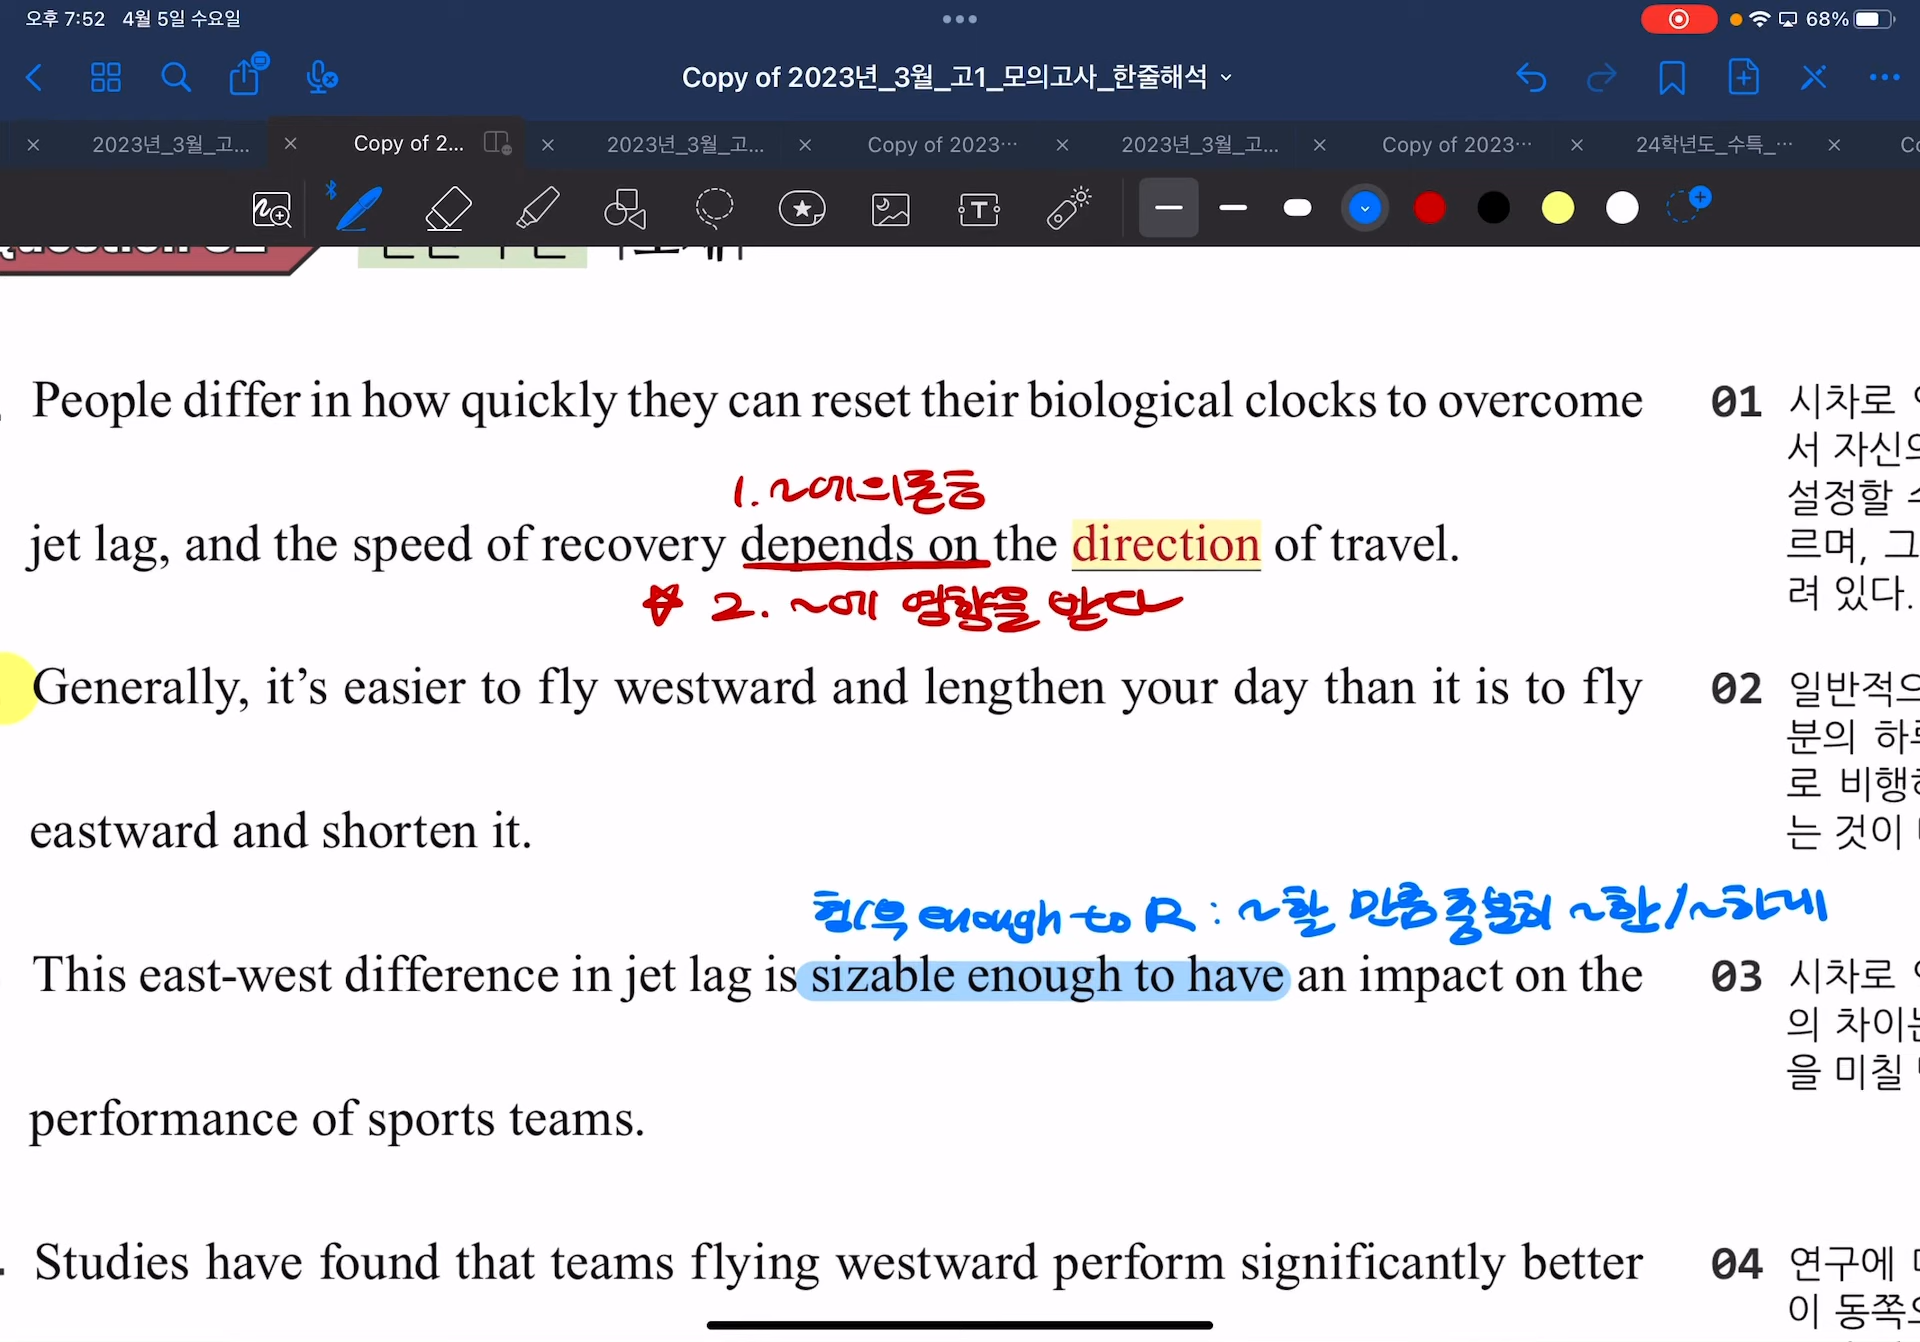 오후 7:52 4월 5일 수요일
68%
Copy of 2023년_3월_고1_모의고사_한줄해석
2023년_3월_고...
Copy of 2...
2023년_3월_고...
Copy of 2023...
2023년_3월_고...
Copy of 2023...
24학년도_수특_...
People differ in how quickly they can reset their biological clocks to overcome
01 시차로
서 자신의
설정할 수
르며, 그
려 있다.
1. ~에 의존
jet lag, and the speed of recovery depends on the direction of travel.
☆ 2. ~에 영향을 받다
Generally, it's easier to fly westward and lengthen your day than it is to fly
02 일반적으
분의 하루
로 비행하
는 것이
eastward and shorten it.
형/부 enough to R : ~할 만큼 충분히 ~한/~하게
This east-west difference in jet lag is sizable enough to have an impact on the
03 시차로
의 차이는
을 미칠
performance of sports teams.
Studies have found that teams flying westward perform significantly better
04 연구에
이 동쪽으